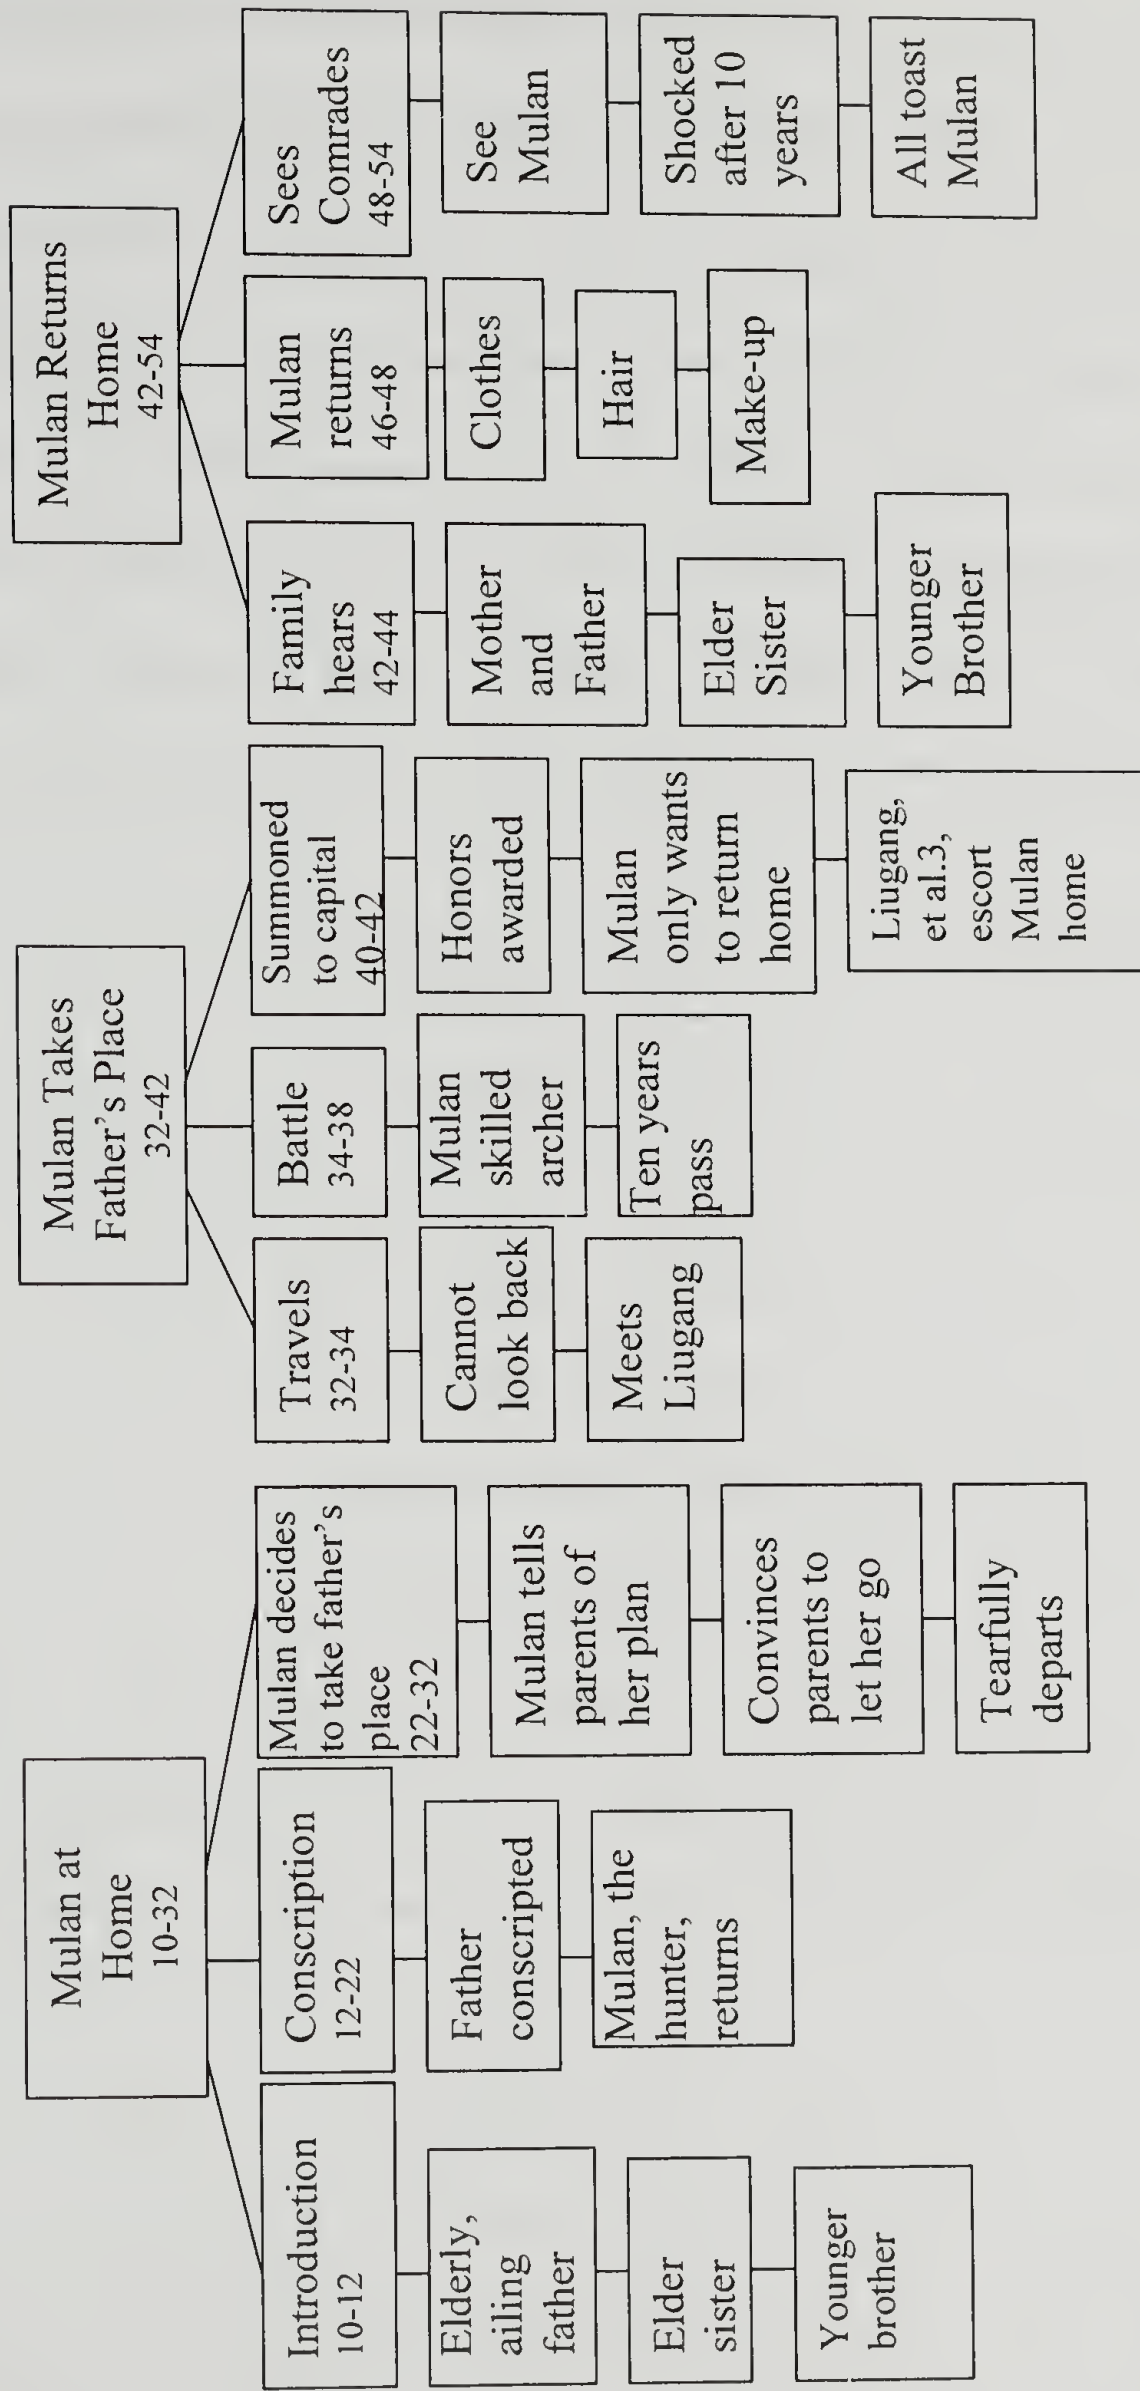 Mulan at
Home
10-32
Introduction
10-12
Elderly,
ailing
father
Elder
sister
Younger
brother
Conscription
12-22
Father
conscripted
Mulan, the
hunter,
returns
Mulan decides
to take father's
place
22-32
Mulan tells
parents of
her plan
Convinces
parents to
let her go
Tearfully
departs
Mulan Takes
Father's Place
32-42
Travels
32-34
Cannot
look back
Meets
Liugang
Battle
34-38
Mulan
skilled
archer
Ten years
pass
Summoned
to capital
40-42
Honors
awarded
Mulan
only wants
to return
home
Liugang,
et al.3,
escort
Mulan
home
Mulan Returns
Home
42-54
Family
hears
42-44
Mother
and
Father
Elder
Sister
Younger
Brother
Mulan
returns
46-48
Clothes
Hair
Make-up
Sees
Comrades
48-54
See
Mulan
Shocked
after 10
years
All toast
Mulan